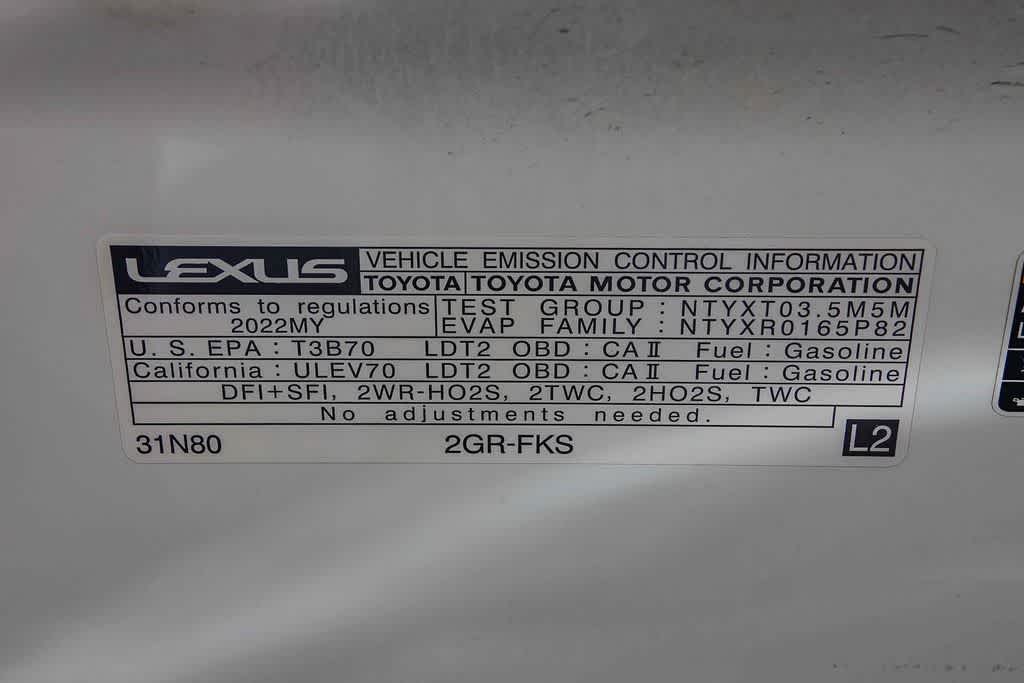 LEXUS VEHICLE EMISSION CONTROL INFORMATION
TOYOTA TOYOTA MOTOR CORPORATION
Conforms to regulations TEST GROUP : NTYXT03.5M5M
2022MY EVAP FAMILY : NTYXR0165P82
U. S. EPA : T3B70 LDT2 OBD : CA II Fuel : Gasoline
California : ULEV70 LDT2 OBD : CA II Fuel : Gasoline
DFI+SFI, 2WR-HO2S, 2TWC, 2HO2S, TWC
No adjustments needed.
31N80 2GR-FKS L2